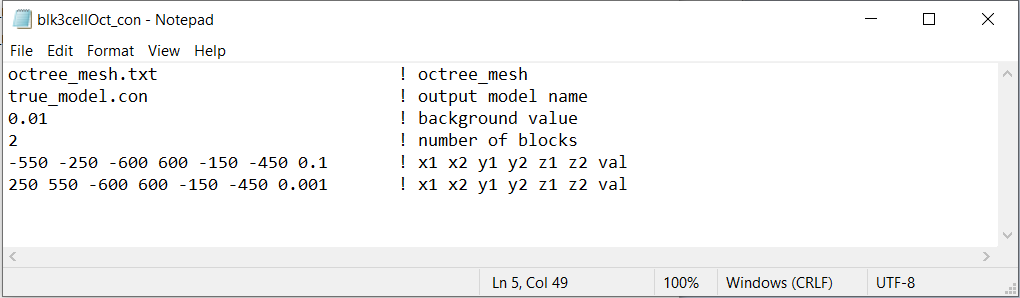 blk3cellOct_con - Notepad
File Edit Format View Help
octree_mesh.txt ! octree_mesh
true_model.con ! output model name
0.01 ! background value
2 ! number of blocks
-550 -250 -600 600 -150 -450 0.1 ! x1 x2 y1 y2 z1 z2 val
250 550 -600 600 -150 -450 0.001 ! x1 x2 y1 y2 z1 z2 val
Ln 5, Col 49 100% Windows (CRLF) UTF-8